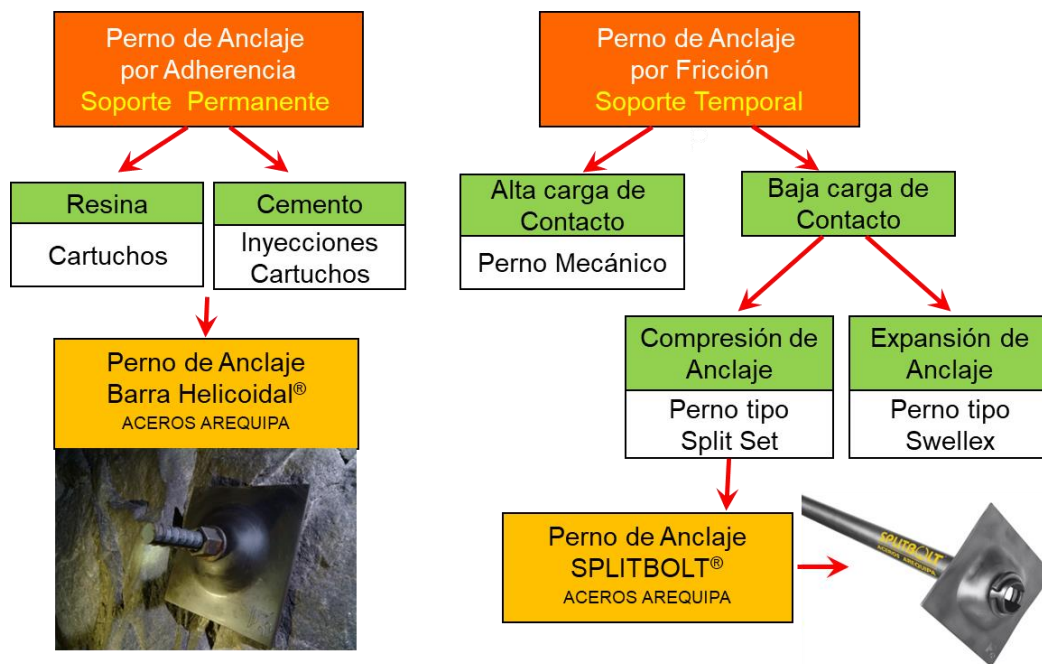 Perno de Anclaje
por Adherencia
Soporte Permanente
Perno de Anclaje
por Fricción
Soporte Temporal
Resina
Cartuchos
Cemento
Inyecciones
Cartuchos
Alta carga de
Contacto
Perno Mecánico
Baja carga de
Contacto
Perno de Anclaje
Barra Helicoidal®
ACEROS AREQUIPA
Compresión de
Anclaje
Perno tipo
Split Set
Expansión de
Anclaje
Perno tipo
Swellex
Perno de Anclaje
SPLITBOLT®
ACEROS AREQUIPA
SPLITBOLT
ACEROS AREQUIPA